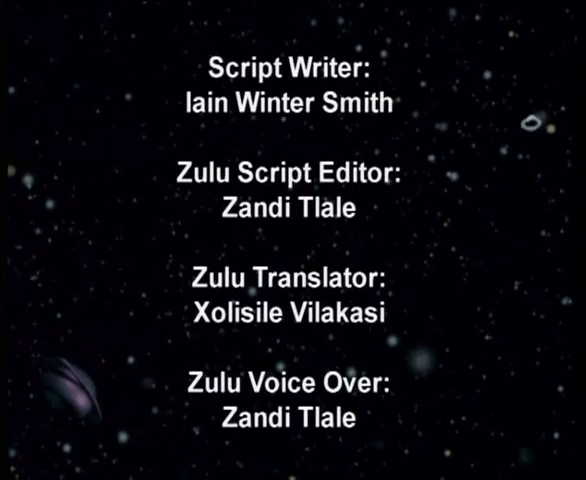 Script Writer:
Iain Winter Smith
Zulu Script Editor:
Zandi Tlale
Zulu Translator:
Xolisile Vilakasi
Zulu Voice Over:
Zandi Tlale